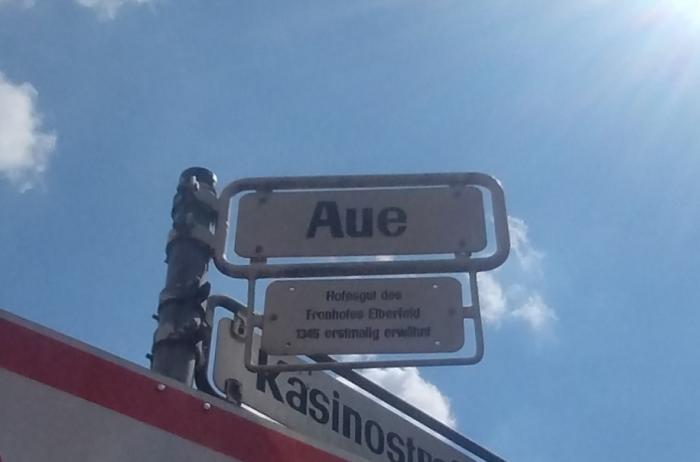 Aue
Hofesgut des
Fronhofes Elberfeld
1345 erstmalig erwähnt
Kasinostr